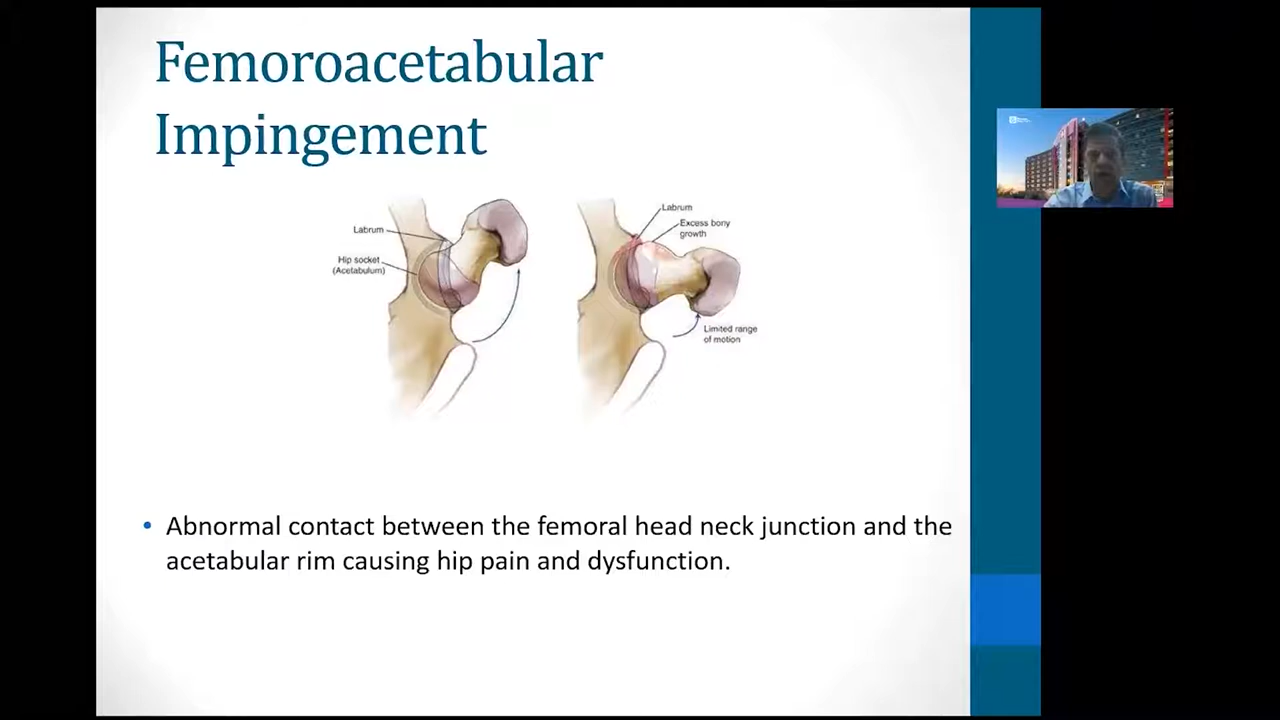 Femoroacetabular
Impingement
Labrum
Hip socket
(Acetabulum)
Labrum
Excess bony
growth
Limited range
of motion
• Abnormal contact between the femoral head neck junction and the
acetabular rim causing hip pain and dysfunction.